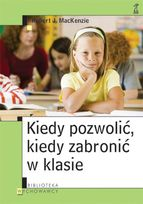 Robert J. MacKenzie
Kiedy pozwolić,
kiedy zabronić
w klasie
BIBLIOTEKA
WYCHOWAWCY